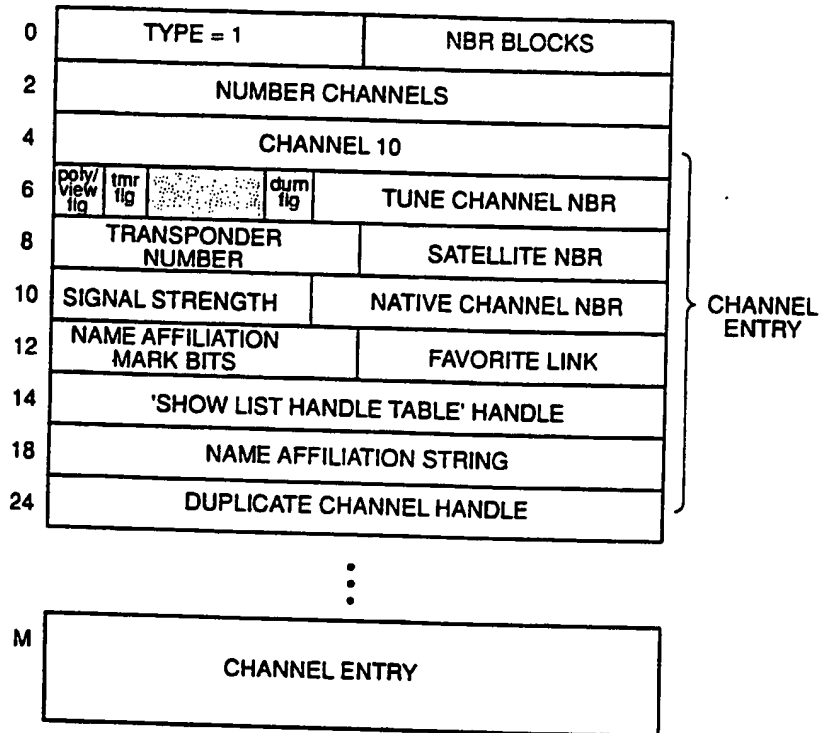 0 TYPE = 1 NBR BLOCKS
2 NUMBER CHANNELS
4 CHANNEL 10
6 poly/ view flg tmr flg dum flg TUNE CHANNEL NBR
8 TRANSPONDER NUMBER SATELLITE NBR
10 SIGNAL STRENGTH NATIVE CHANNEL NBR
12 NAME AFFILIATION MARK BITS FAVORITE LINK
14 'SHOW LIST HANDLE TABLE' HANDLE
18 NAME AFFILIATION STRING
24 DUPLICATE CHANNEL HANDLE
CHANNEL ENTRY
M CHANNEL ENTRY